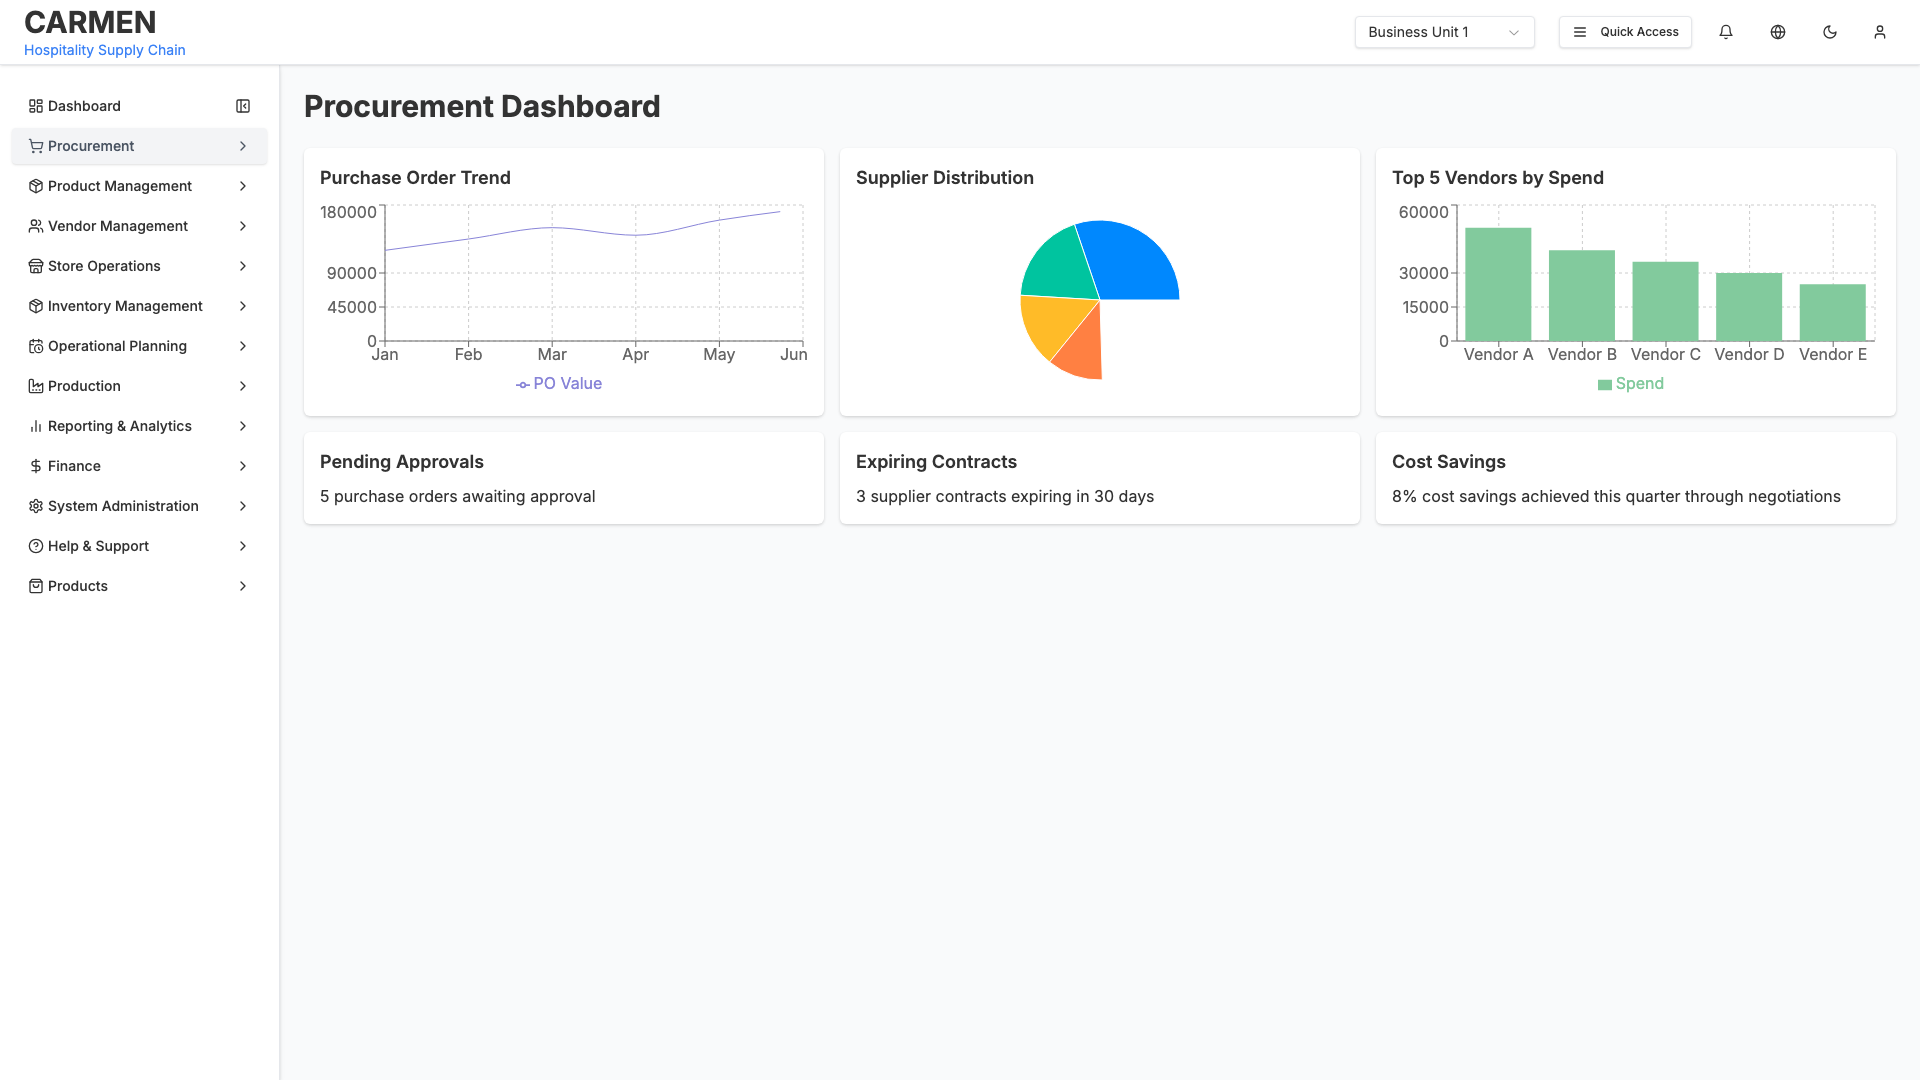 CARMEN
Hospitality Supply Chain
Business Unit 1
Quick Access
Dashboard
Procurement
Product Management
Vendor Management
Store Operations
Inventory Management
Operational Planning
Production
Reporting & Analytics
Finance
System Administration
Help & Support
Products
Procurement Dashboard
Purchase Order Trend
180000
90000
45000
0
Jan Feb Mar Apr May Jun
PO Value
Supplier Distribution
Top 5 Vendors by Spend
60000
30000
15000
0
Vendor A Vendor B Vendor C Vendor D Vendor E
Spend
Pending Approvals
5 purchase orders awaiting approval
Expiring Contracts
3 supplier contracts expiring in 30 days
Cost Savings
8% cost savings achieved this quarter through negotiations